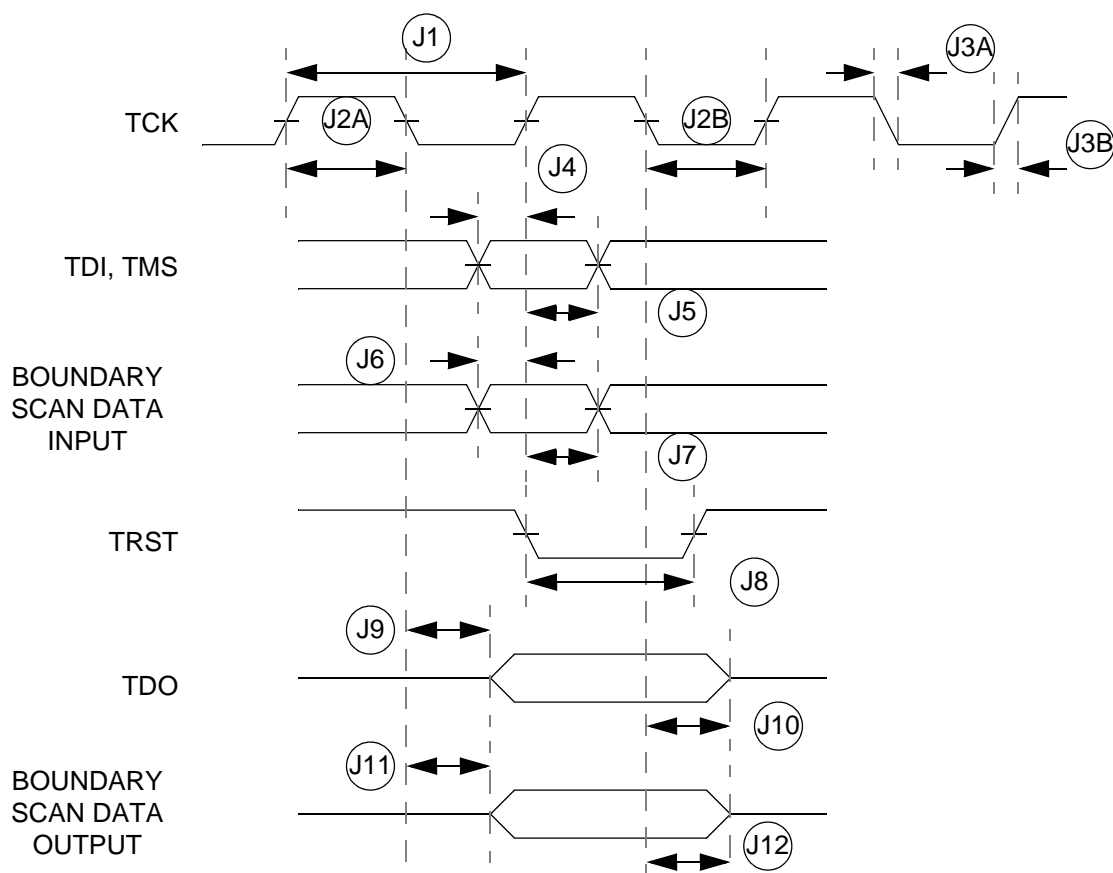 J1
J3A
TCK
J2A
J2B
J3B
J4
TDI, TMS
J5
J6
BOUNDARY
SCAN DATA
INPUT
J7
TRST
J8
J9
TDO
J10
J11
BOUNDARY
SCAN DATA
OUTPUT
J12